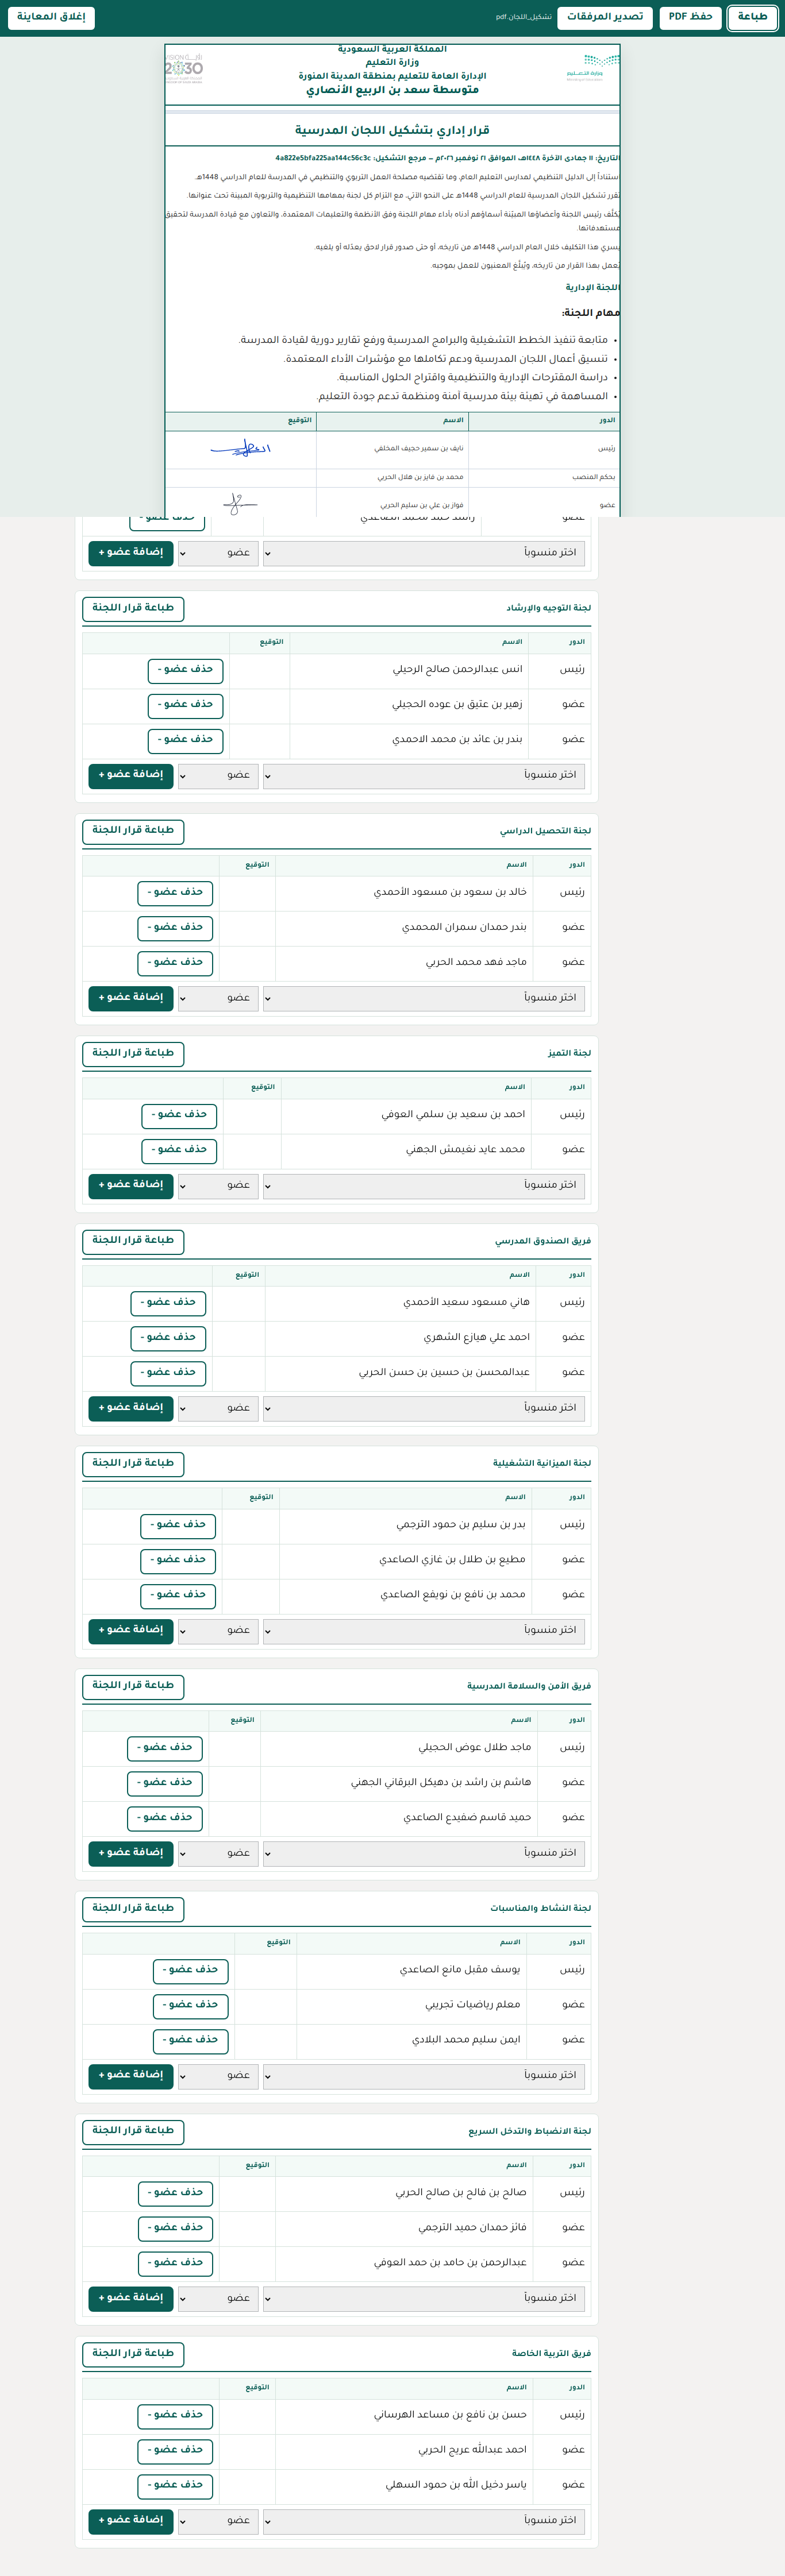 طباعة
حفظ PDF
تصدير المرفقات
تشكيل_اللجان.pdf
إغلاق المعاينة
المملكة العربية السعودية
وزارة التعليم
الإدارة العامة للتعليم بمنطقة المدينة المنورة
متوسطة سعد بن الربيع الأنصاري
وزارة التعليم
Ministry of Education
VISION رؤيـــة
2030
قرار إداري بتشكيل اللجان المدرسية
التاريخ: ١١ جمادى الآخرة ١٤٤٨هـ، الموافق ٢١ نوفمبر ٢٠٢٦م — مرجع التشكيل: 4a822e5bfa225aa144c56c3c
استناداً إلى الدليل التنظيمي لمدارس التعليم العام، وما تقتضيه مصلحة العمل التربوي والتنظيمي في المدرسة للعام الدراسي 1448هـ.
تقرر تشكيل اللجان المدرسية للعام الدراسي 1448هـ على النحو الآتي، مع التزام كل لجنة بمهامها التنظيمية والتربوية المبينة تحت عنوانها.
يُكلَّف رئيس اللجنة وأعضاؤها المبيّنة أسماؤهم أدناه بأداء مهام اللجنة وفق الأنظمة والتعليمات المعتمدة، والتعاون مع قيادة المدرسة لتحقيق
مستهدفاتها.
يسري هذا التكليف خلال العام الدراسي 1448هـ من تاريخه، أو حتى صدور قرار لاحق يعدّله أو يلغيه.
يُعمل بهذا القرار من تاريخه، ويُبلَّغ المعنيون للعمل بموجبه.
اللجنة الإدارية
مهام اللجنة:
• متابعة تنفيذ الخطط التشغيلية والبرامج المدرسية ورفع تقارير دورية لقيادة المدرسة.
• تنسيق أعمال اللجان المدرسية ودعم تكاملها مع مؤشرات الأداء المعتمدة.
• دراسة المقترحات الإدارية والتنظيمية واقتراح الحلول المناسبة.
• المساهمة في تهيئة بيئة مدرسية آمنة ومنظمة تدعم جودة التعليم.
الدور الاسم التوقيع
رئيس نايف بن سمير حجيف المخلفي
بحكم المنصب محمد بن فايز بن هلال الحربي
عضو فواز بن علي بن سليم الحربي
عضو راشد حمد محمد الصاعدي حذف عضو -
اختر منسوباً عضو إضافة عضو +
لجنة التوجيه والإرشاد طباعة قرار اللجنة
الدور الاسم التوقيع
رئيس انس عبدالرحمن صالح الرحيلي حذف عضو -
عضو زهير بن عتيق بن عوده الحجيلي حذف عضو -
عضو بندر بن عائد بن محمد الاحمدي حذف عضو -
اختر منسوباً عضو إضافة عضو +
لجنة التحصيل الدراسي طباعة قرار اللجنة
الدور الاسم التوقيع
رئيس خالد بن سعود بن مسعود الأحمدي حذف عضو -
عضو بندر حمدان سمران المحمدي حذف عضو -
عضو ماجد فهد محمد الحربي حذف عضو -
اختر منسوباً عضو إضافة عضو +
لجنة التميز طباعة قرار اللجنة
الدور الاسم التوقيع
رئيس احمد بن سعيد بن سلمي العوفي حذف عضو -
عضو محمد عايد نغيمش الجهني حذف عضو -
اختر منسوباً عضو إضافة عضو +
فريق الصندوق المدرسي طباعة قرار اللجنة
الدور الاسم التوقيع
رئيس هاني مسعود سعيد الأحمدي حذف عضو -
عضو احمد علي هيازع الشهري حذف عضو -
عضو عبدالمحسن بن حسين بن حسن الحربي حذف عضو -
اختر منسوباً عضو إضافة عضو +
لجنة الميزانية التشغيلية طباعة قرار اللجنة
الدور الاسم التوقيع
رئيس بدر بن سليم بن حمود الترجمي حذف عضو -
عضو مطيع بن طلال بن غازي الصاعدي حذف عضو -
عضو محمد بن نافع بن نويفع الصاعدي حذف عضو -
اختر منسوباً عضو إضافة عضو +
فريق الأمن والسلامة المدرسية طباعة قرار اللجنة
الدور الاسم التوقيع
رئيس ماجد طلال عوض الحجيلي حذف عضو -
عضو هاشم بن راشد بن دهيكل البرقاني الجهني حذف عضو -
عضو حميد قاسم ضفيدع الصاعدي حذف عضو -
اختر منسوباً عضو إضافة عضو +
لجنة النشاط والمناسبات طباعة قرار اللجنة
الدور الاسم التوقيع
رئيس يوسف مقبل مانع الصاعدي حذف عضو -
عضو معلم رياضيات تجريبي حذف عضو -
عضو ايمن سليم محمد البلادي حذف عضو -
اختر منسوباً عضو إضافة عضو +
لجنة الانضباط والتدخل السريع طباعة قرار اللجنة
الدور الاسم التوقيع
رئيس صالح بن فالح بن صالح الحربي حذف عضو -
عضو فائز حمدان حميد الترجمي حذف عضو -
عضو عبدالرحمن بن حامد بن حمد العوفي حذف عضو -
اختر منسوباً عضو إضافة عضو +
فريق التربية الخاصة طباعة قرار اللجنة
الدور الاسم التوقيع
رئيس حسن بن نافع بن مساعد الهرساني حذف عضو -
عضو احمد عبدالله عريج الحربي حذف عضو -
عضو ياسر دخيل الله بن حمود السهلي حذف عضو -
اختر منسوباً عضو إضافة عضو +